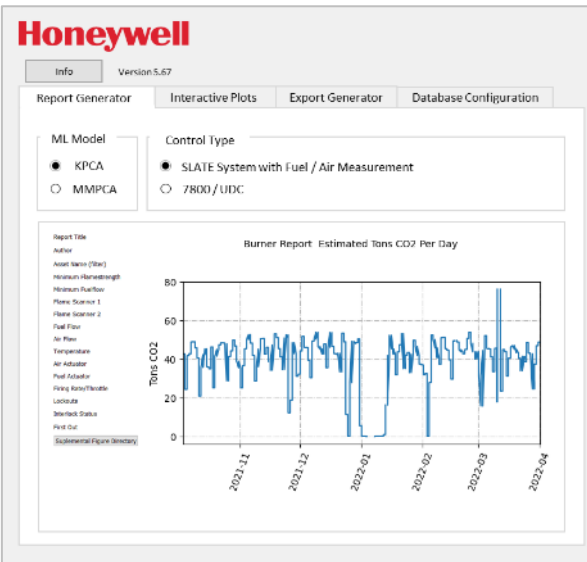 Honeywell
Info
Version 5.67
Report Generator
Interactive Plots
Export Generator
Database Configuration
ML Model
KPCA
MMPCA
Control Type
SLATE System with Fuel / Air Measurement
7800 / UDC
Report Title
Author
Asset Name (filter)
Minimum Flamestrength
Minimum Fuelflow
Flame Scanner 1
Flame Scanner 2
Fuel Flow
Air Flow
Temperature
Air Actuator
Fuel Actuator
Firing Rate/Throttle
Lockouts
Interlock Status
First Out
Suplemental Figure Directory
Burner Report Estimated Tons CO2 Per Day
Tons CO2
80
60
40
20
0
2021-11
2021-12
2022-01
2022-02
2022-03
2022-04